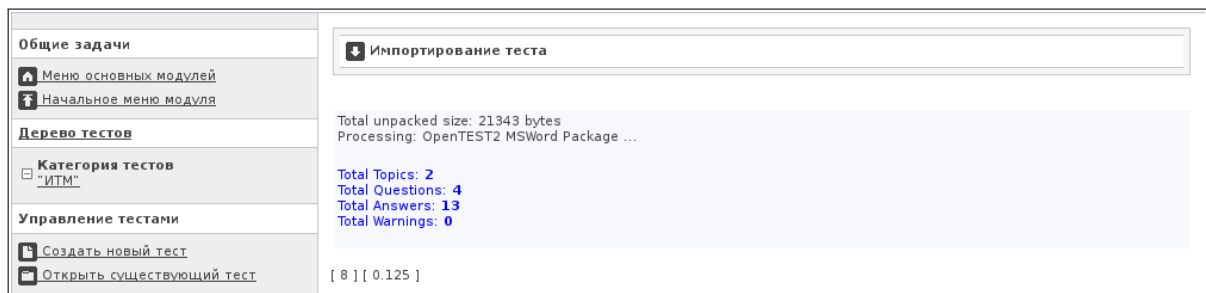 Общие задачи
Меню основных модулей
Начальное меню модуля
Дерево тестов
Категория тестов
"ИТМ"
Управление тестами
Создать новый тест
Открыть существующий тест
Импортирование теста
Total unpacked size: 21343 bytes
Processing: OpenTEST2 MSWord Package ...
Total Topics: 2
Total Questions: 4
Total Answers: 13
Total Warnings: 0
[ 8 ] [ 0.125 ]